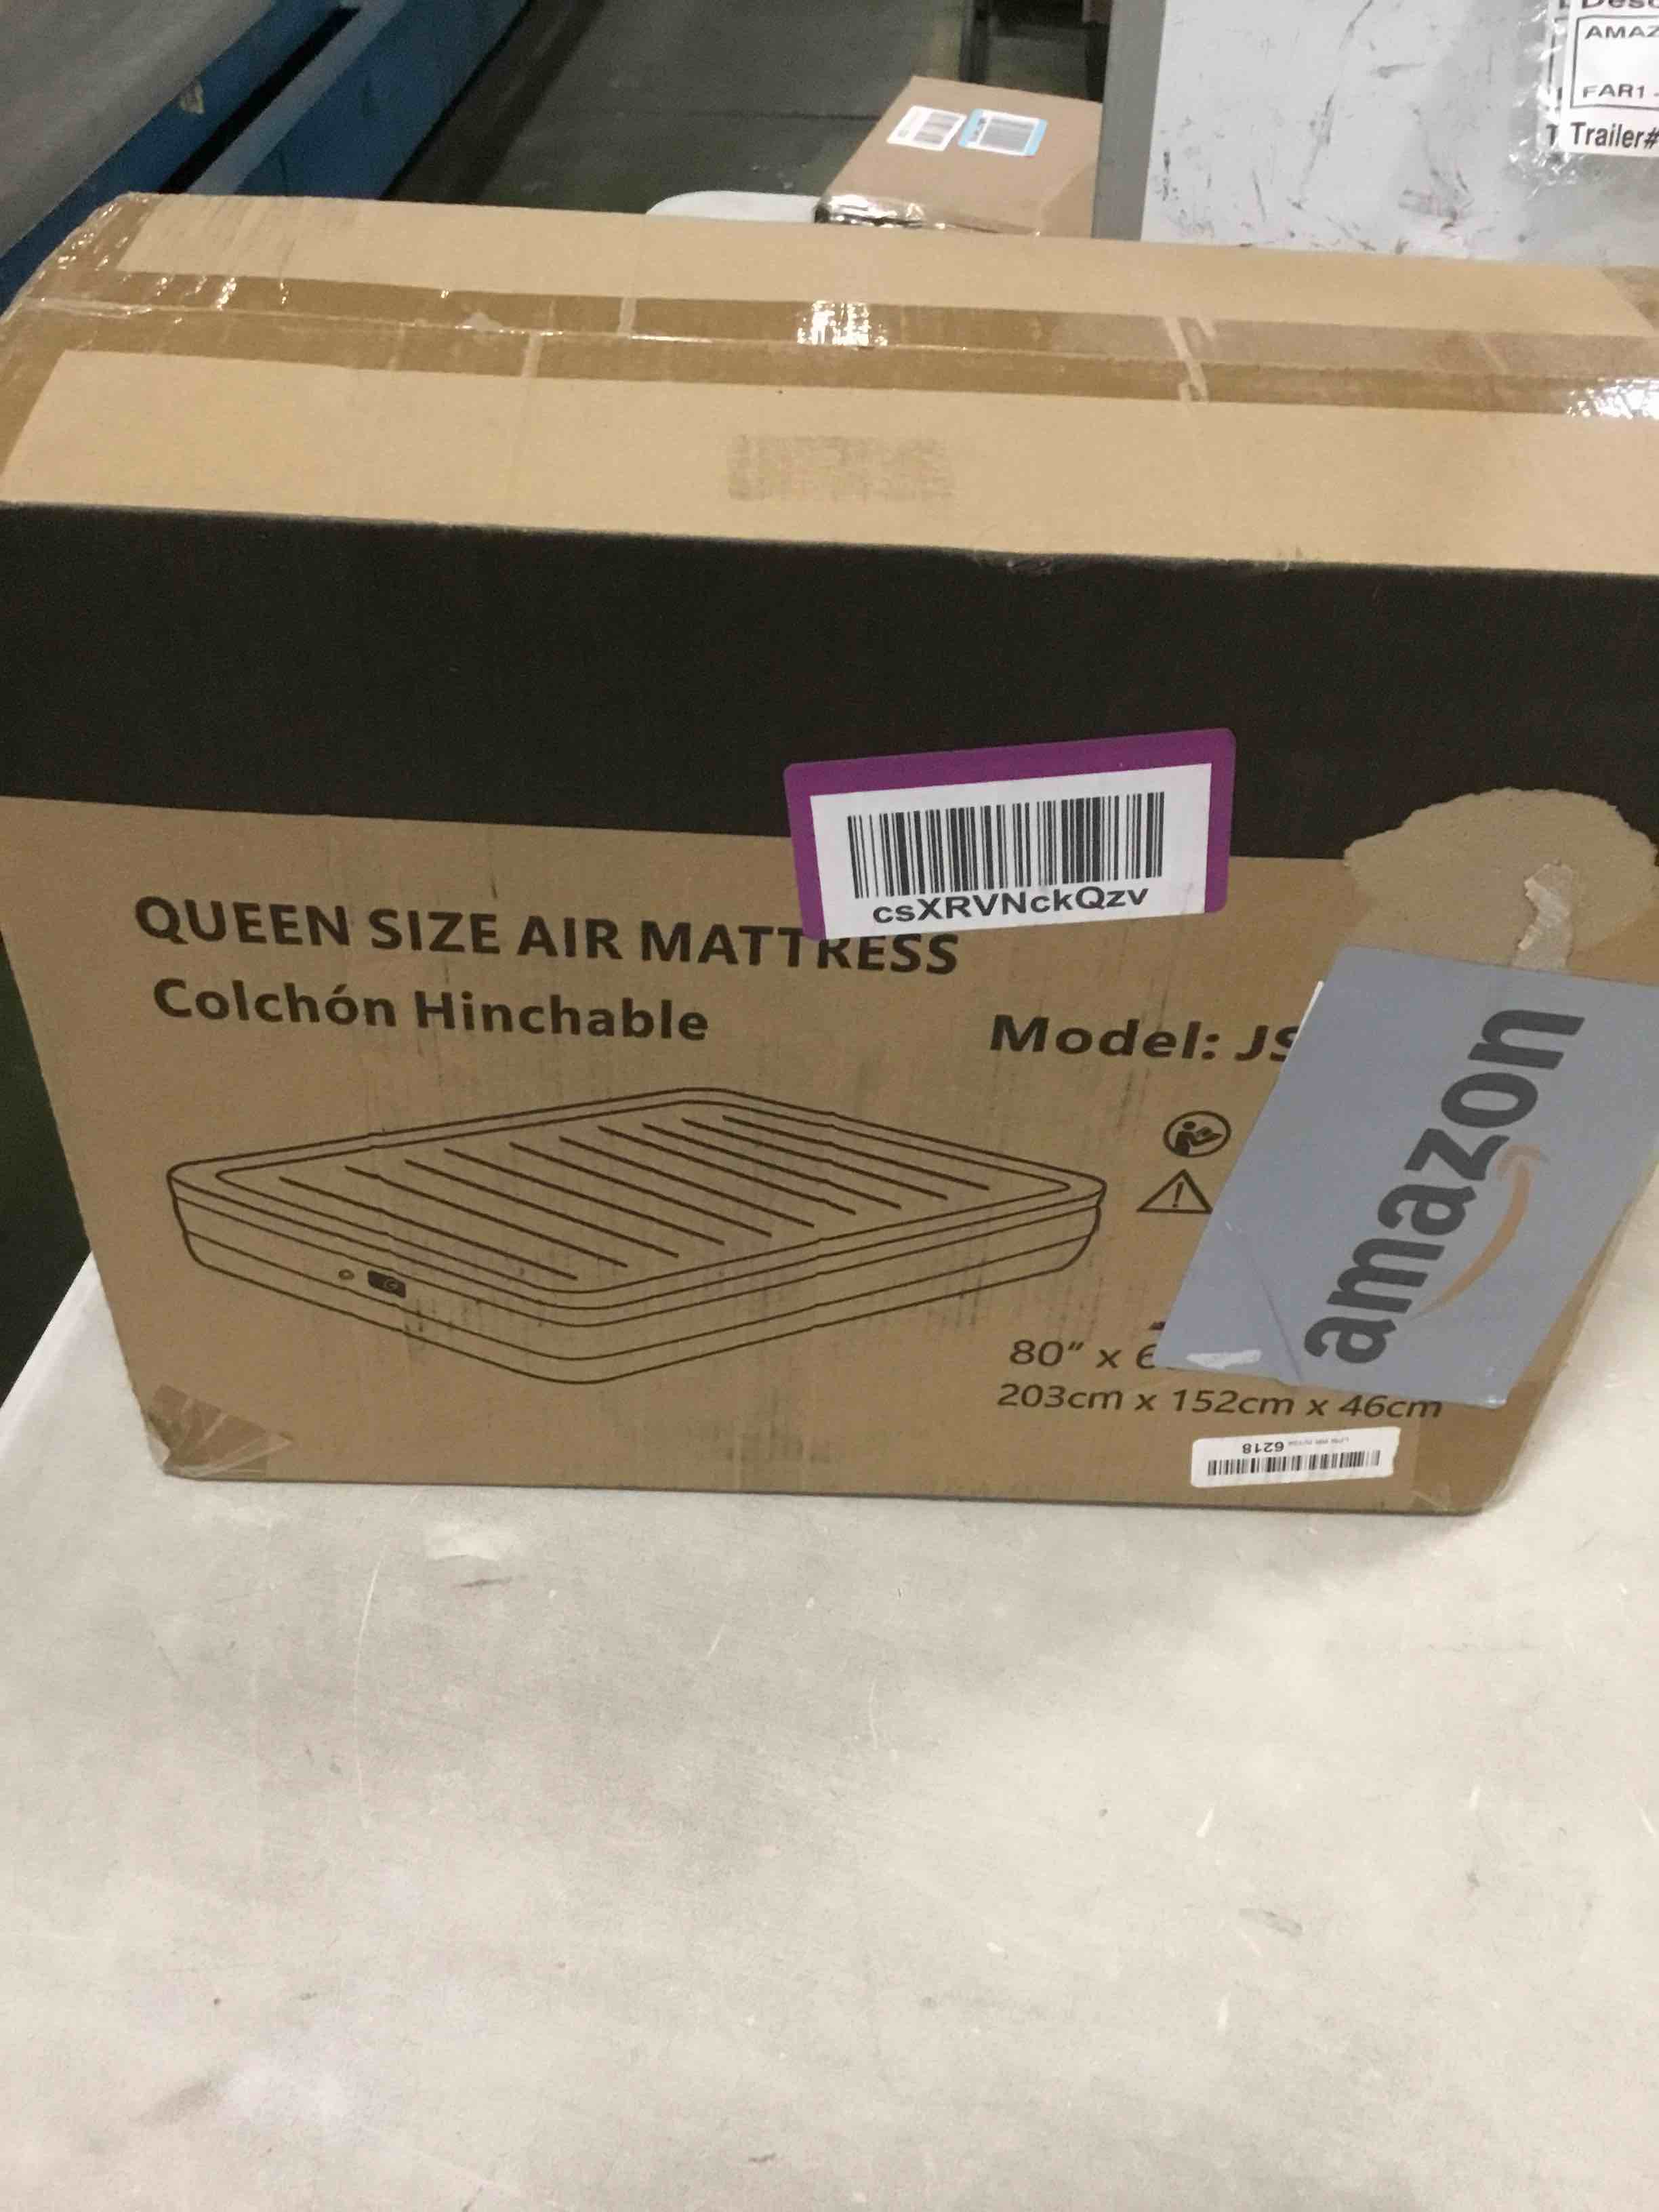 Desc
AMAZ
FAR1 -
Trailer#
csXRVNckQzv
QUEEN SIZE AIR MATTRESS
Colchón Hinchable
Model: JS
amazon
80" x 6
203cm x 152cm x 46cm
6218